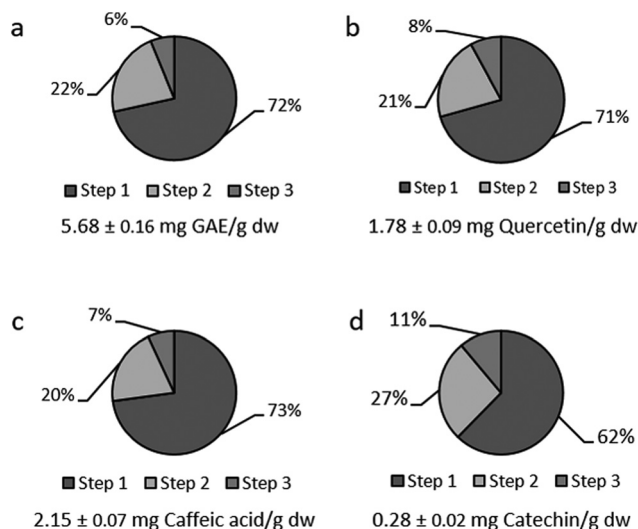 a
6%
22%
72%
Step 1 Step 2 Step 3
5.68 ± 0.16 mg GAE/g dw
b
8%
21%
71%
Step 1 Step 2 Step 3
1.78 ± 0.09 mg Quercetin/g dw
c
7%
20%
73%
Step 1 Step 2 Step 3
2.15 ± 0.07 mg Caffeic acid/g dw
d
11%
27%
62%
Step 1 Step 2 Step 3
0.28 ± 0.02 mg Catechin/g dw